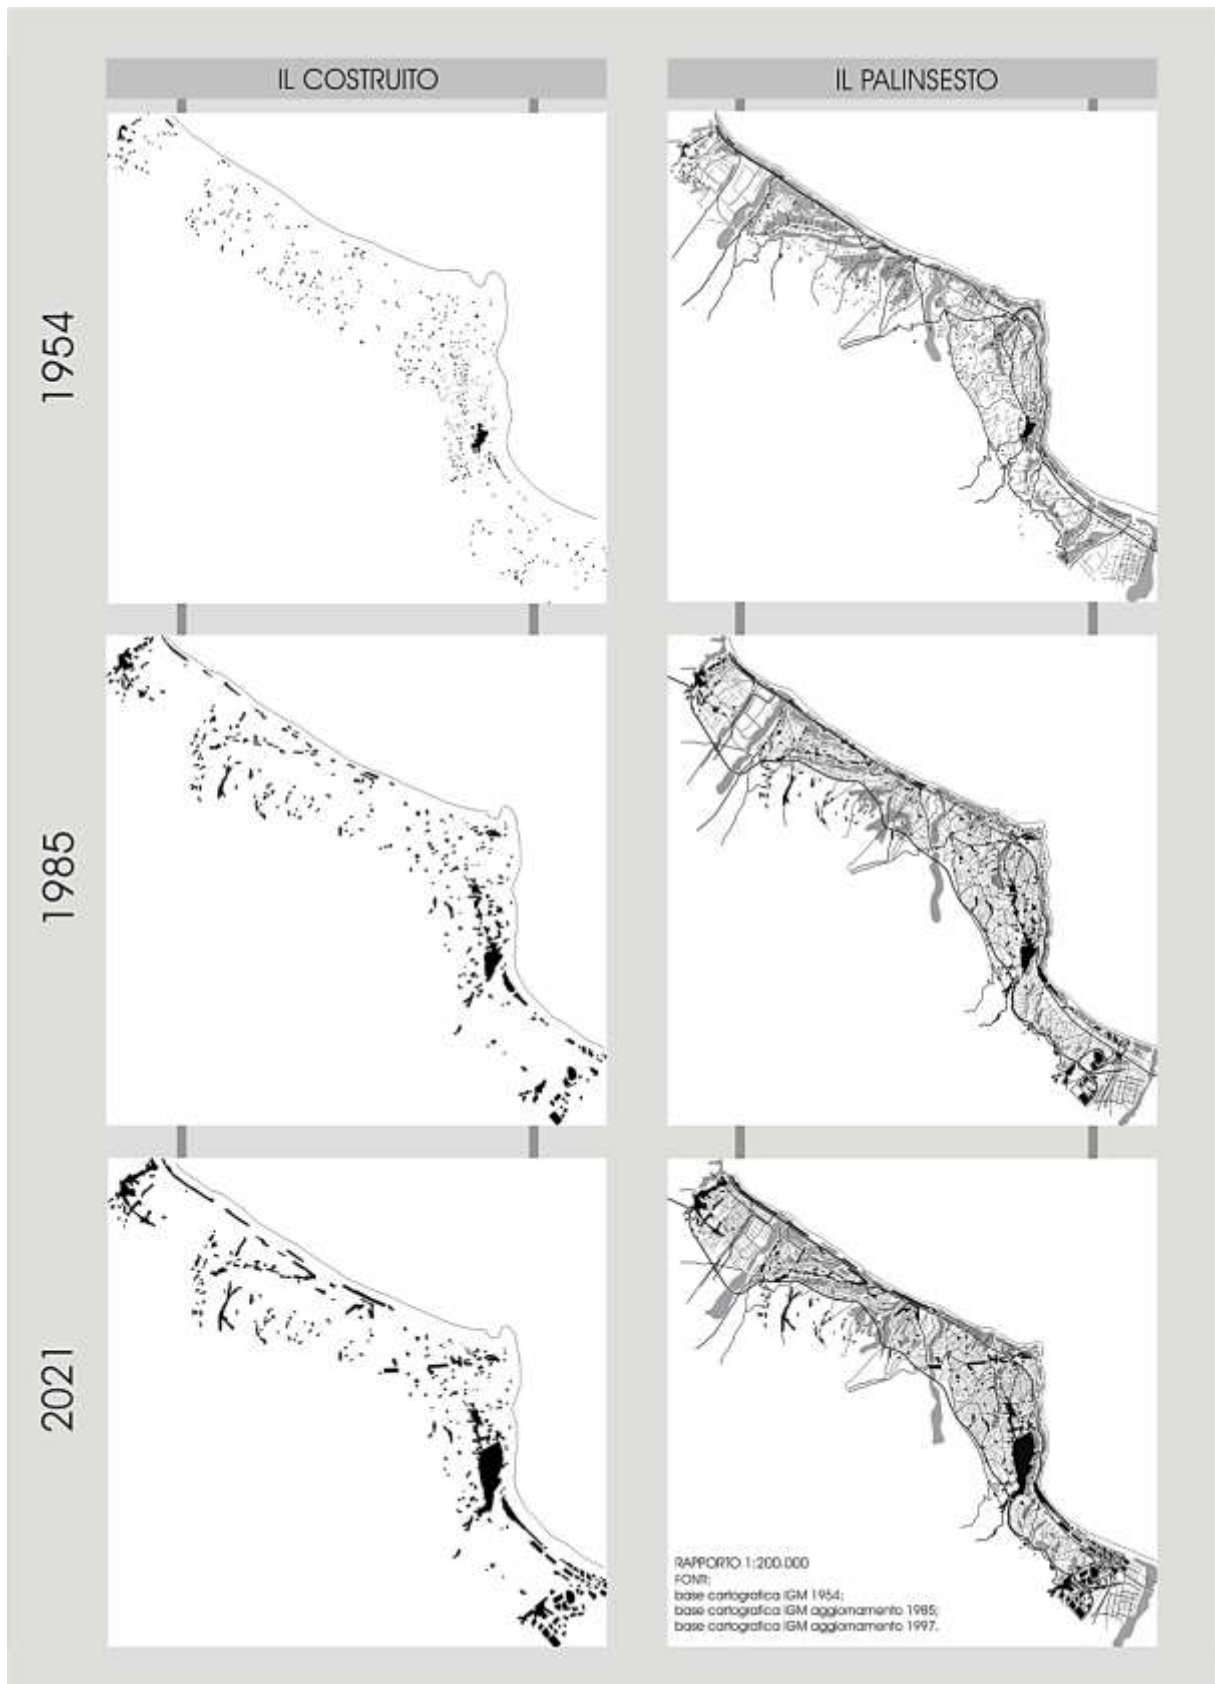 IL COSTRUITO
IL PALINSESTO
1954
1985
2021
RAPPORTO 1:200.000
FONTI:
base cartografica IGM 1954;
base cartografica IGM aggiornamento 1985;
base cartografica IGM aggiornamento 1997.